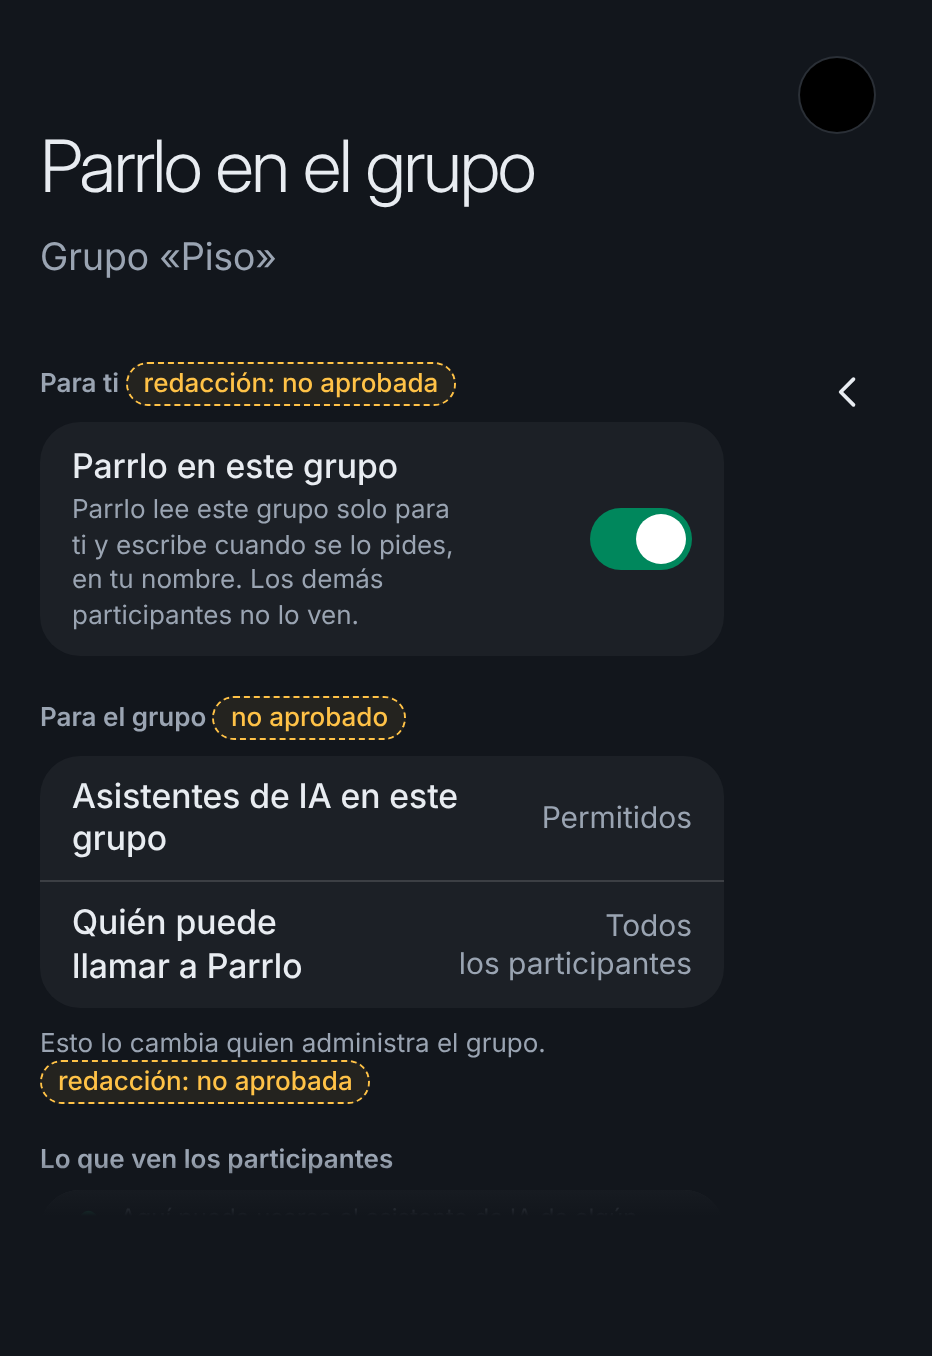 Parrlo en el grupo
Grupo «Piso»
Para ti redacción: no aprobada
Parrlo en este grupo
Parrlo lee este grupo solo para
ti y escribe cuando se lo pides,
en tu nombre. Los demás
participantes no lo ven.
Para el grupo no aprobado
Asistentes de IA en este
grupo
Permitidos
Quién puede
llamar a Parrlo
Todos
los participantes
Esto lo cambia quien administra el grupo.
redacción: no aprobada
Lo que ven los participantes